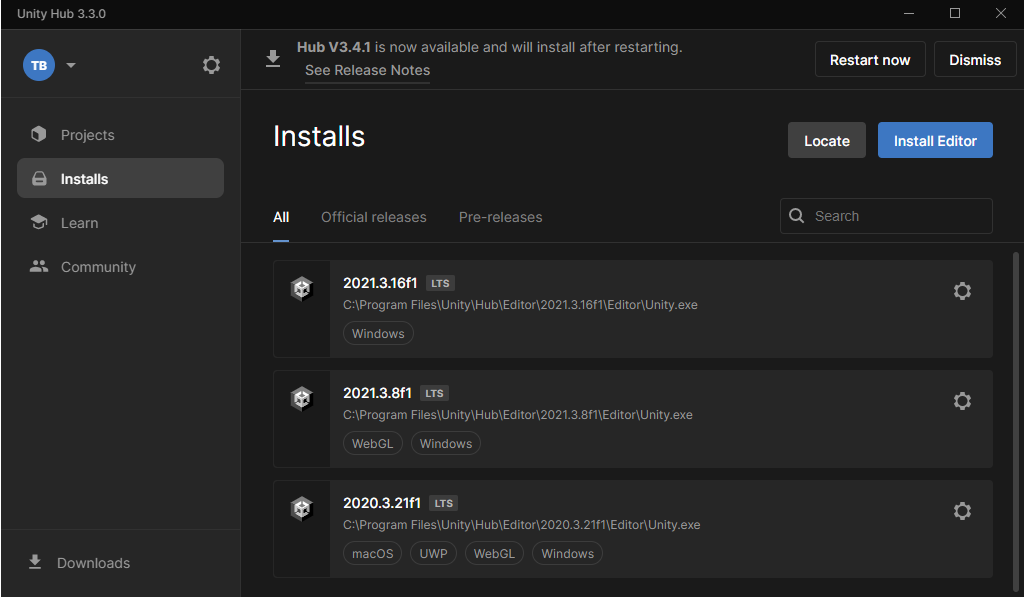 Unity Hub 3.3.0
TB
Hub V3.4.1 is now available and will install after restarting.
See Release Notes
Restart now
Dismiss
Projects
Installs
Learn
Community
Downloads
Installs
Locate
Install Editor
All
Official releases
Pre-releases
Search
2021.3.16f1 LTS
C:\Program Files\Unity\Hub\Editor\2021.3.16f1\Editor\Unity.exe
Windows
2021.3.8f1 LTS
C:\Program Files\Unity\Hub\Editor\2021.3.8f1\Editor\Unity.exe
WebGL Windows
2020.3.21f1 LTS
C:\Program Files\Unity\Hub\Editor\2020.3.21f1\Editor\Unity.exe
macOS UWP WebGL Windows